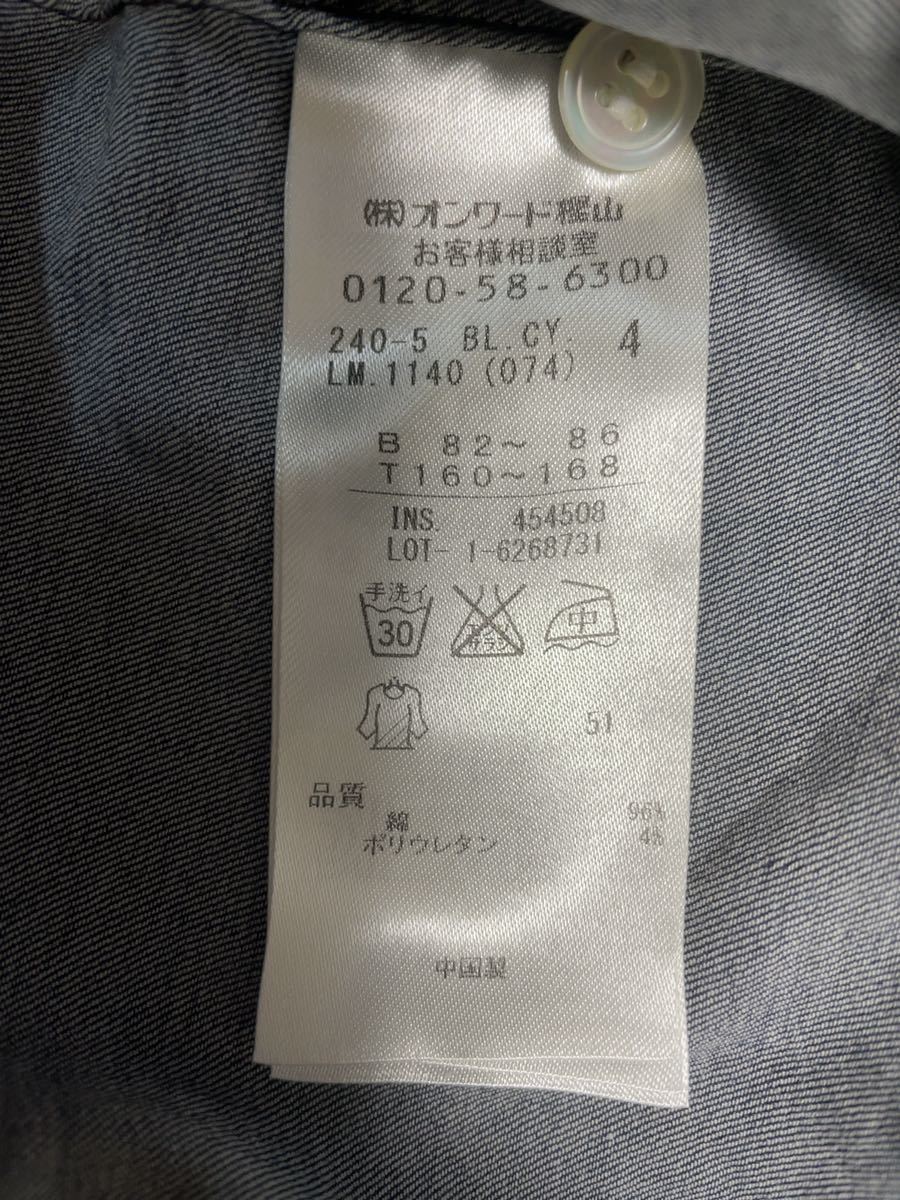 (株)オンワード樫山
お客様相談室
0120-58-6300
240-5 BL.CY. 4
LM.1140 (074)
B 82〜 86
T160〜168
INS. 454508
LOT- 1-6268731
手洗イ
30
中
51
品質
綿 96%
ポリウレタン 4%
中国製